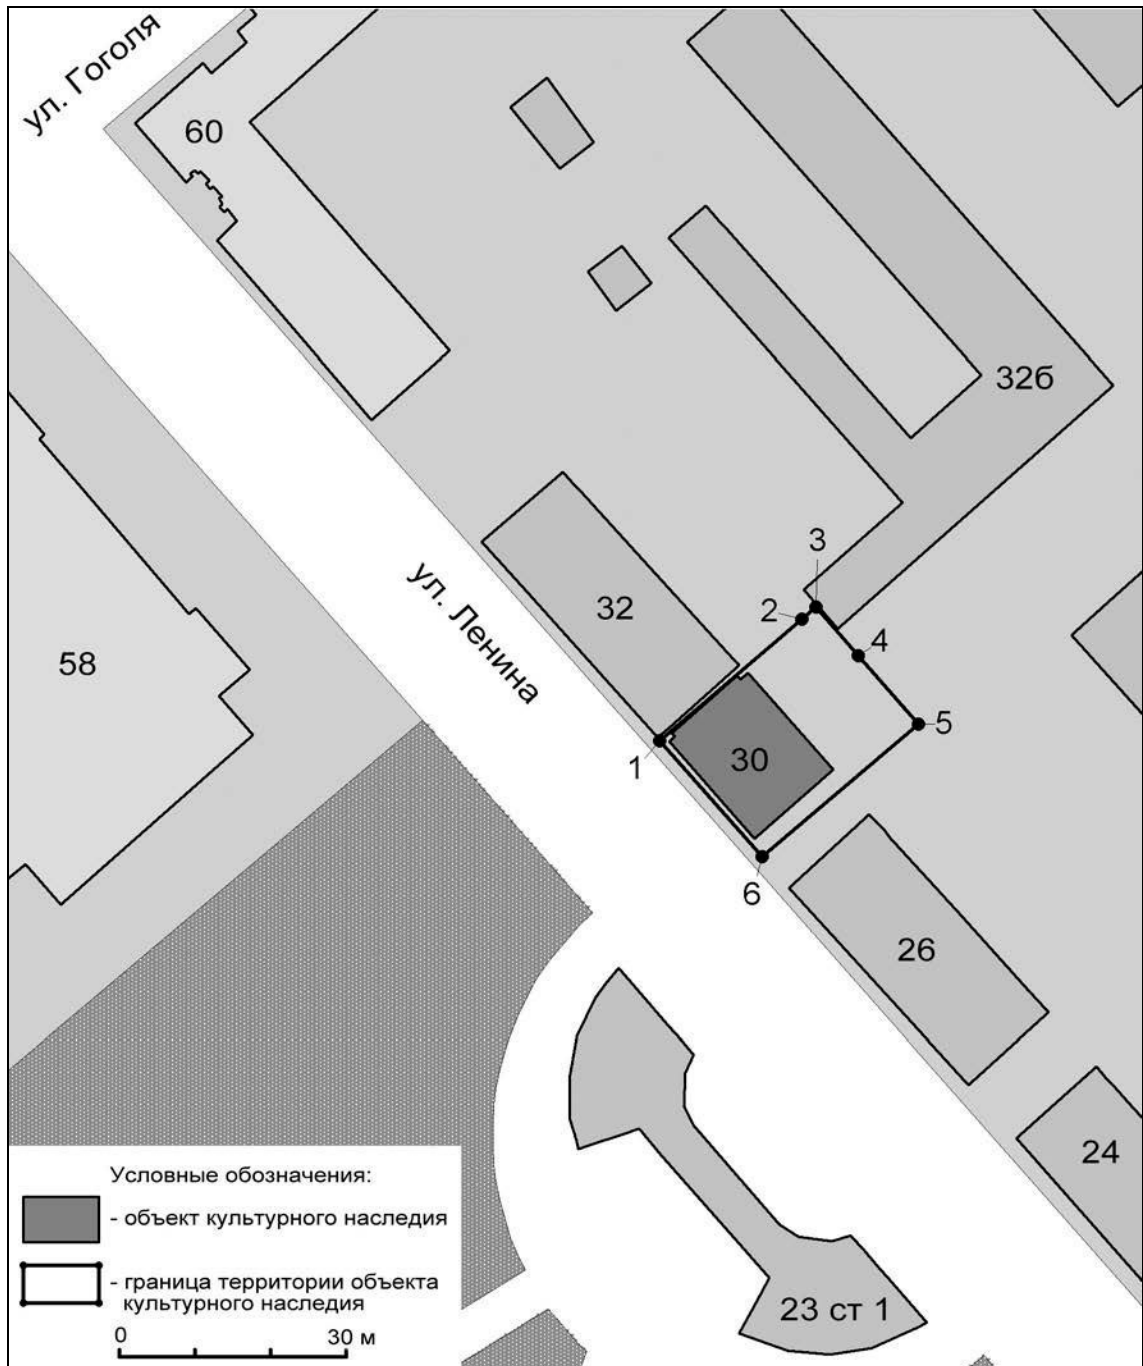 ул. Гоголя
60
32б
3
2
32
ул. Ленина
4
58
5
30
1
6
26
24
Условные обозначения:
- объект культурного наследия
- граница территории объекта
культурного наследия
23 ст 1
0 30 м